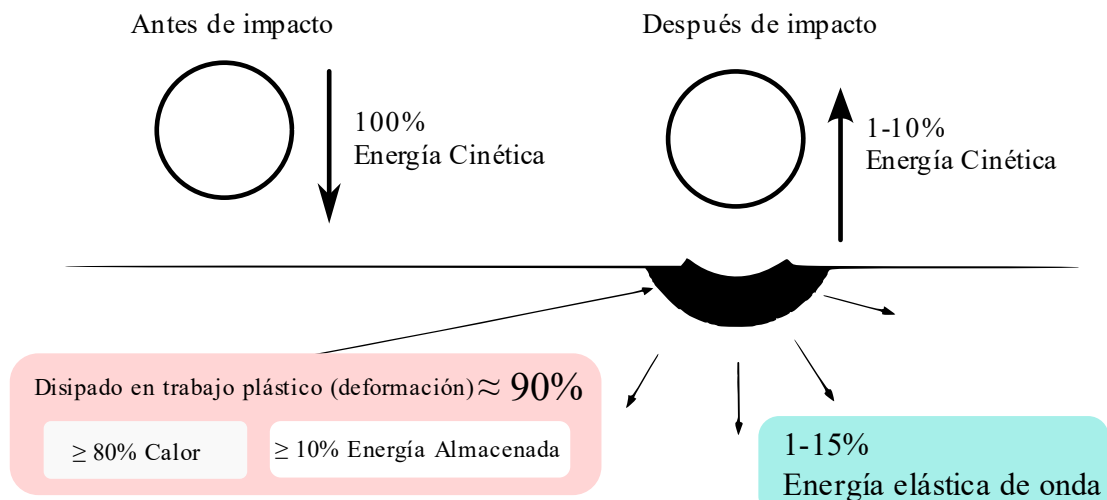 Antes de impacto
Después de impacto
100%
Energía Cinética
1-10%
Energía Cinética
Disipado en trabajo plástico (deformación) ≈ 90%
≥ 80% Calor
≥ 10% Energía Almacenada
1-15%
Energía elástica de onda